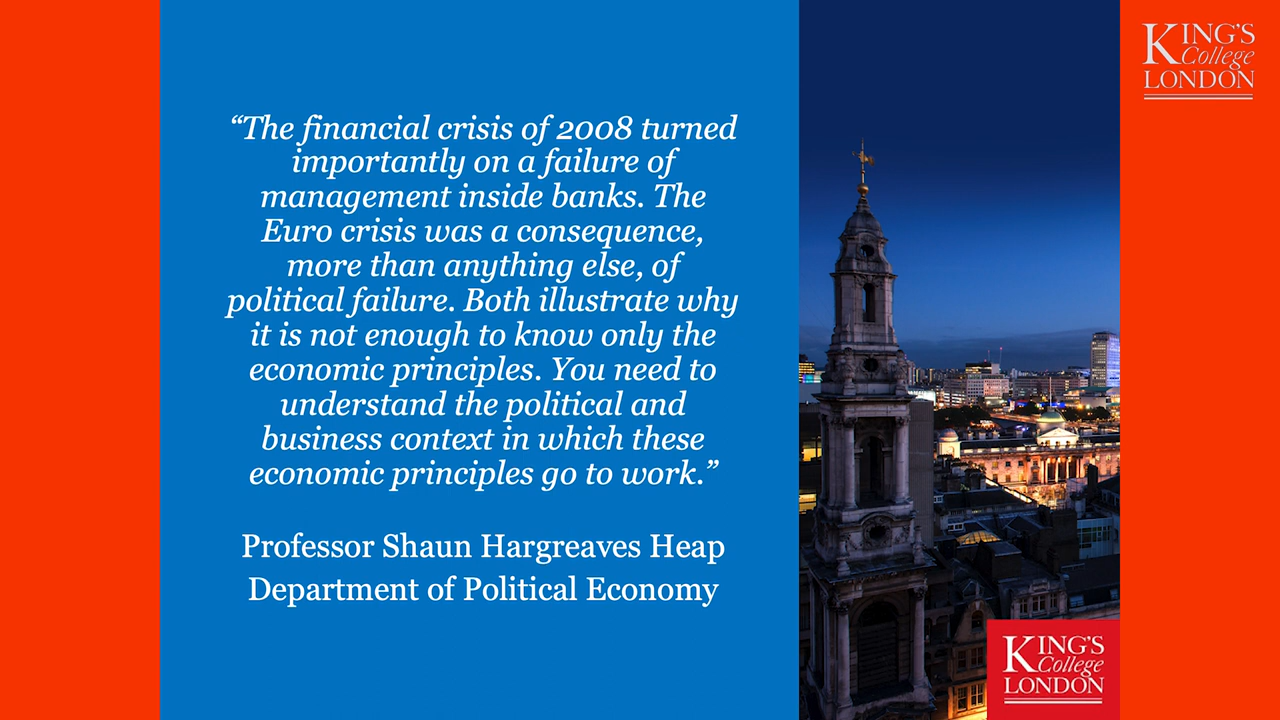 “The financial crisis of 2008 turned
importantly on a failure of
management inside banks. The
Euro crisis was a consequence,
more than anything else, of
political failure. Both illustrate why
it is not enough to know only the
economic principles. You need to
understand the political and
business context in which these
economic principles go to work.”
Professor Shaun Hargreaves Heap
Department of Political Economy
KING'S
College
LONDON
KING'S
College
LONDON